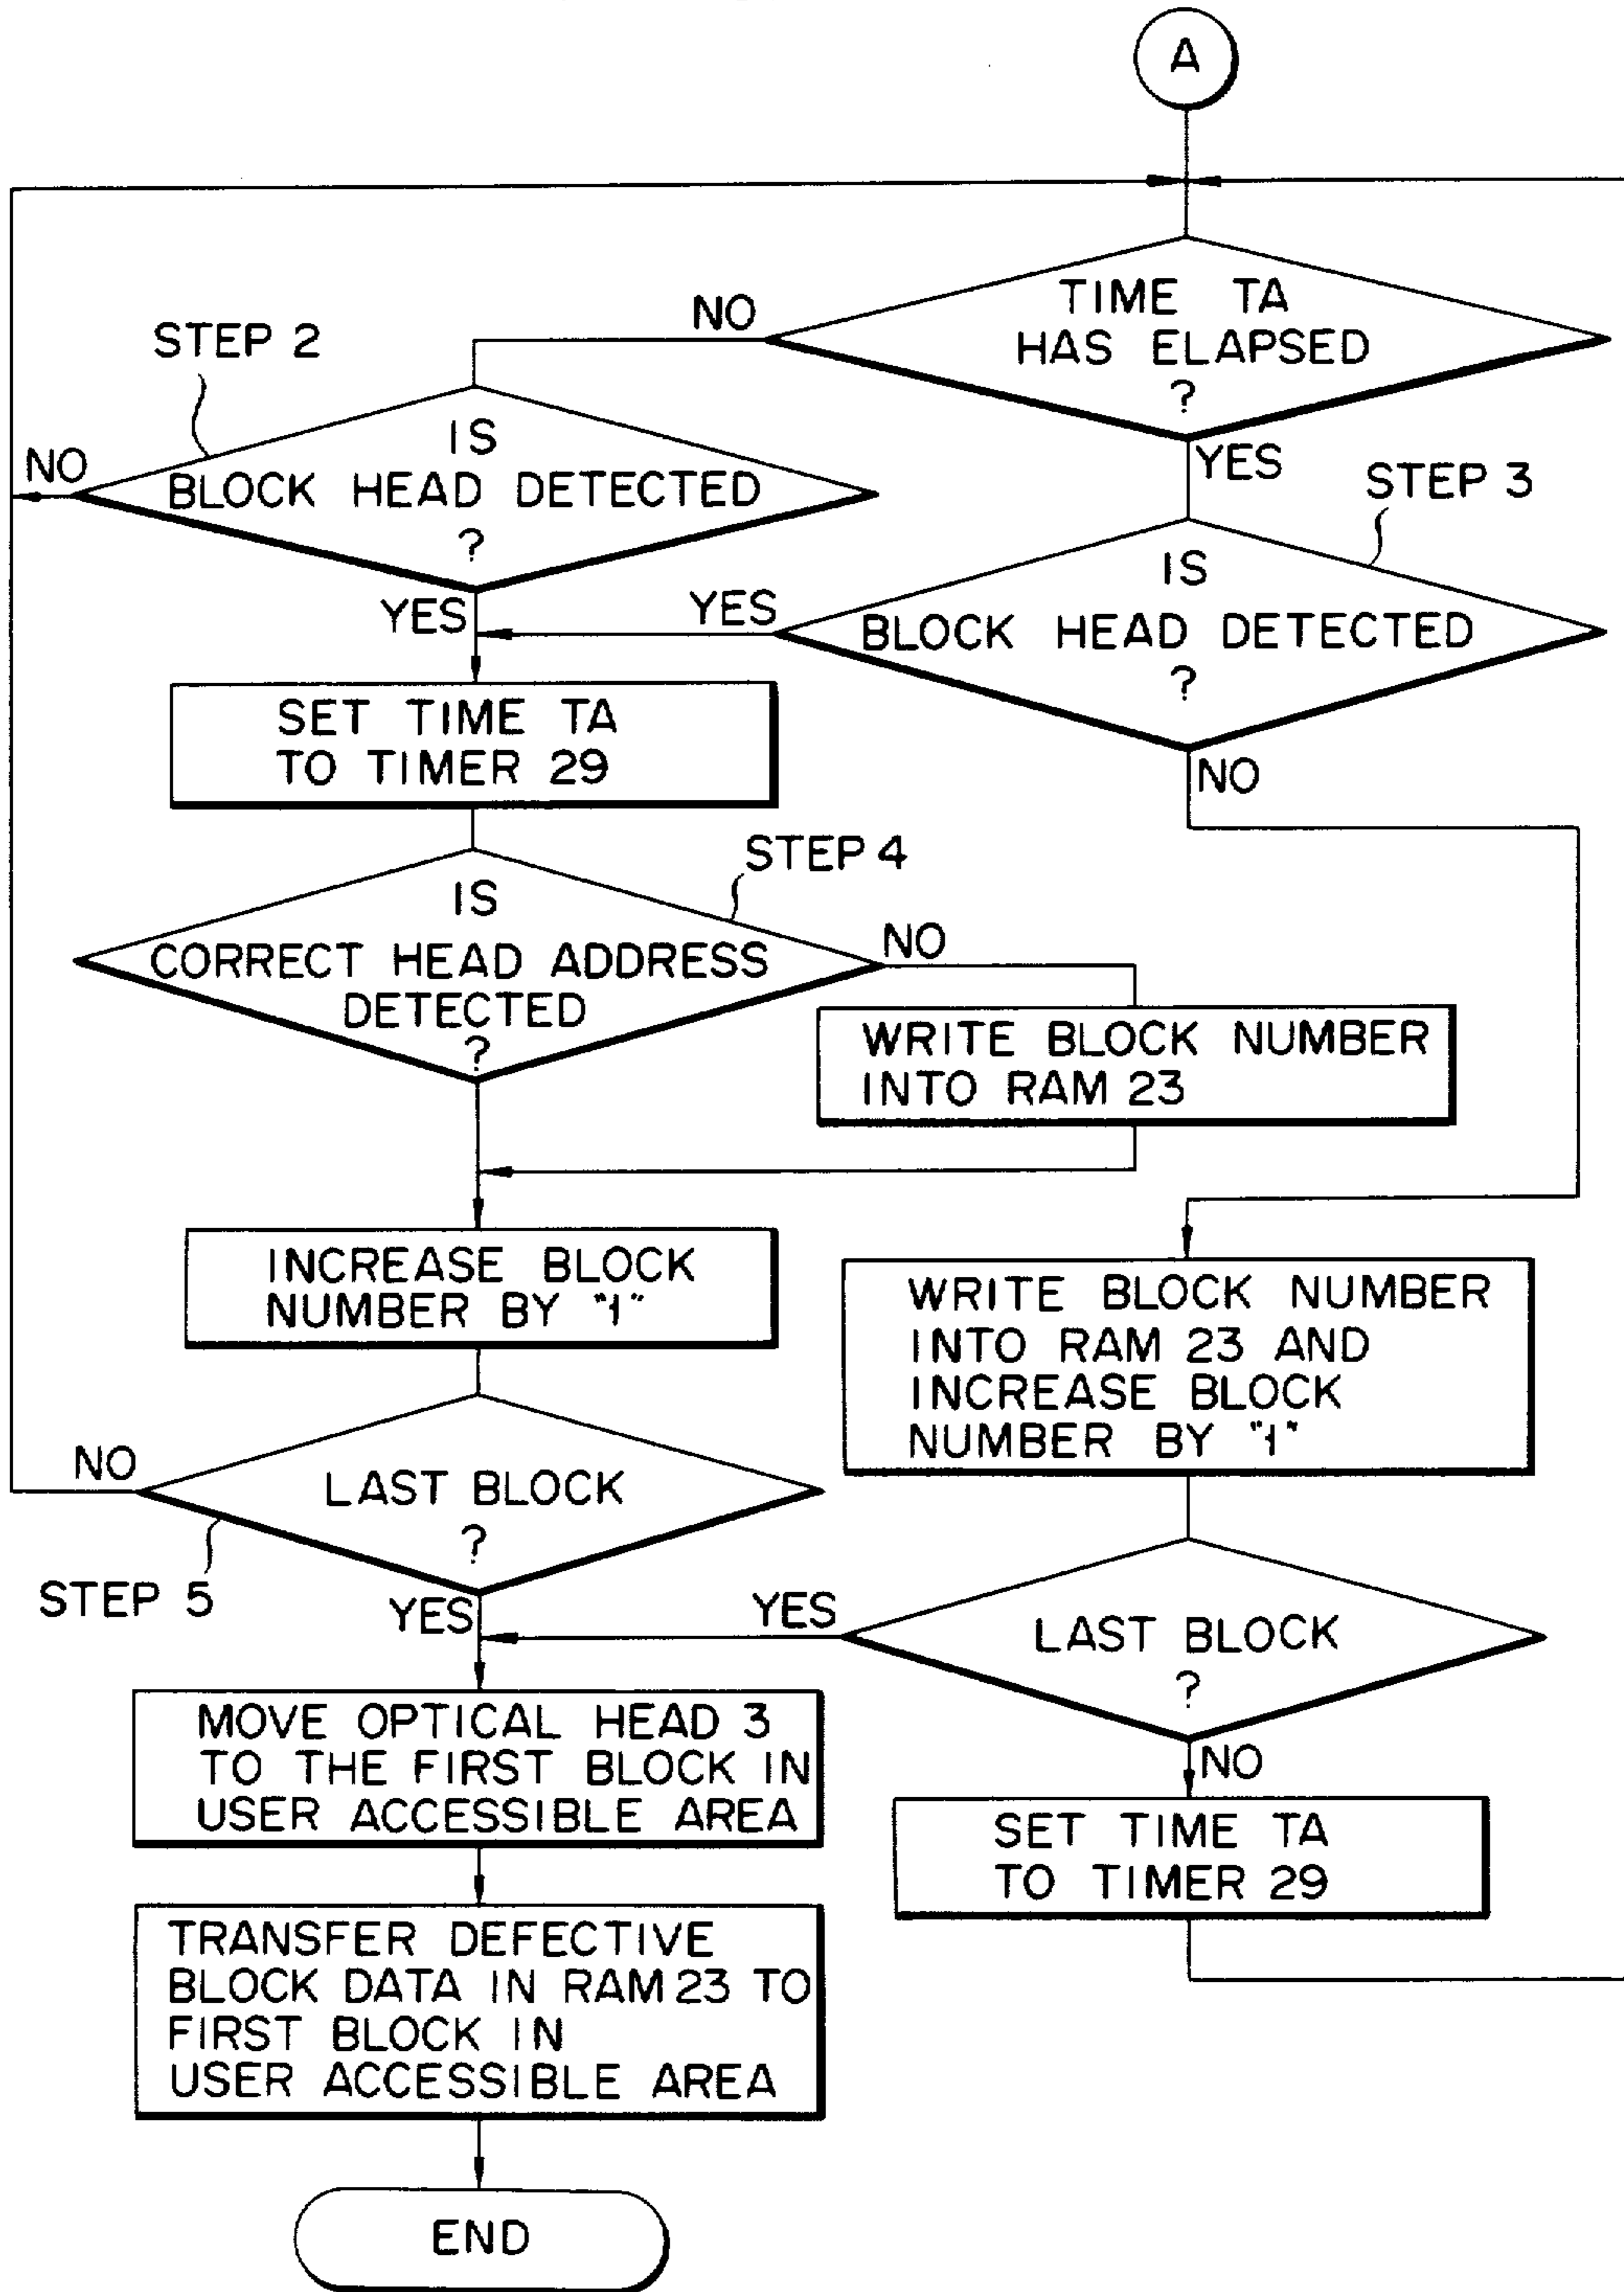 A
TIME TA
HAS ELAPSED
?
NO
YES
STEP 2
IS
BLOCK HEAD DETECTED
?
NO
YES
STEP 3
IS
BLOCK HEAD DETECTED
?
YES
NO
SET TIME TA
TO TIMER 29
STEP 4
IS
CORRECT HEAD ADDRESS
DETECTED
?
NO
WRITE BLOCK NUMBER
INTO RAM 23
INCREASE BLOCK
NUMBER BY "1"
WRITE BLOCK NUMBER
INTO RAM 23 AND
INCREASE BLOCK
NUMBER BY "1"
NO
LAST BLOCK
?
STEP 5
YES
YES
LAST BLOCK
?
NO
MOVE OPTICAL HEAD 3
TO THE FIRST BLOCK IN
USER ACCESSIBLE AREA
SET TIME TA
TO TIMER 29
TRANSFER DEFECTIVE
BLOCK DATA IN RAM 23 TO
FIRST BLOCK IN
USER ACCESSIBLE AREA
END